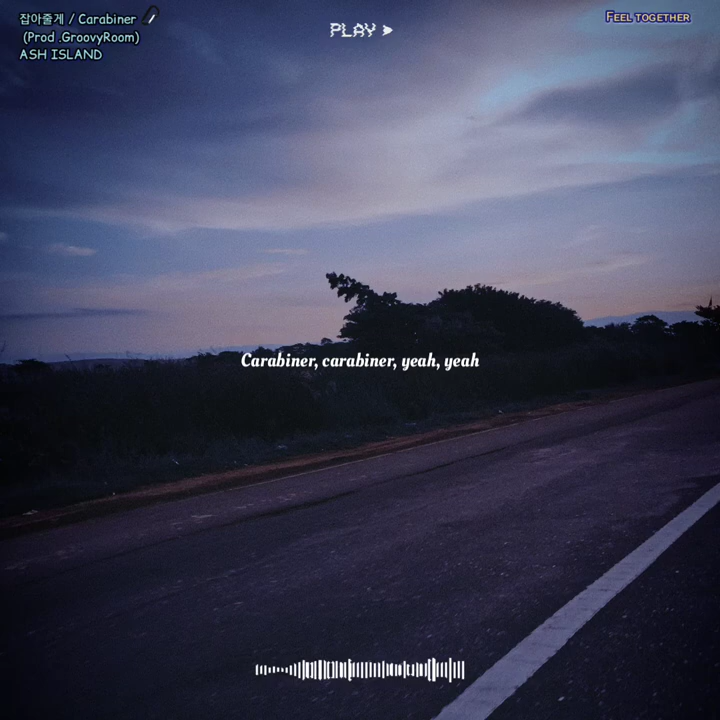 잡아줄게 / Carabiner
(Prod .GroovyRoom)
ASH ISLAND
PLAY
FEEL TOGETHER
Carabiner, carabiner, yeah, yeah